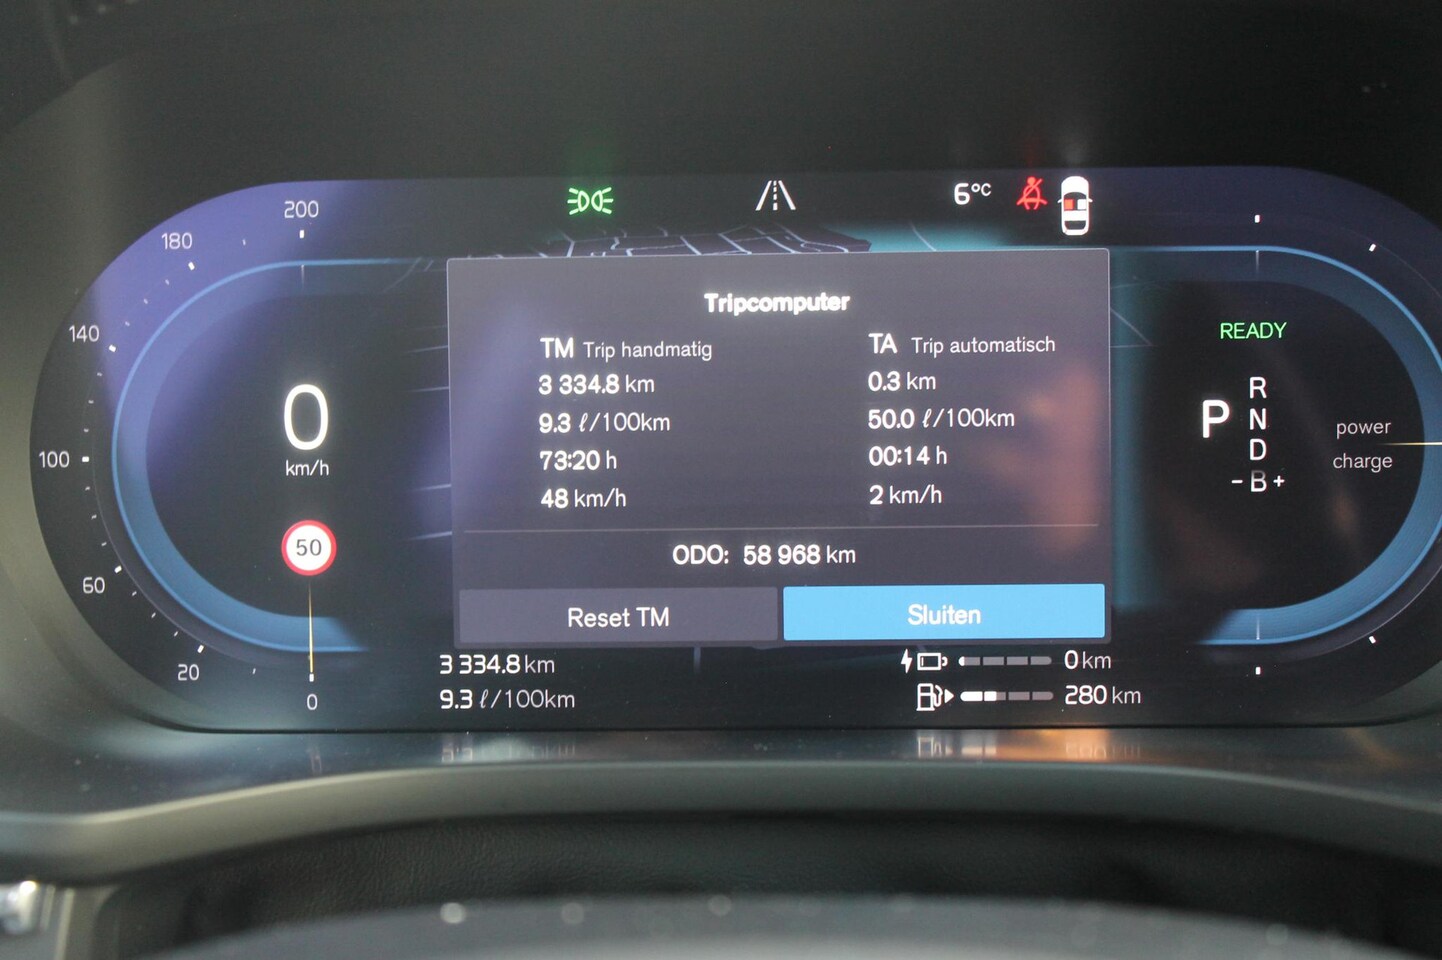 6°C
200
180
140
100
60
20
0
0
km/h
50
Tripcomputer
TM Trip handmatig
3 334.8 km
9.3 ℓ/100km
73:20 h
48 km/h
TA Trip automatisch
0.3 km
50.0 ℓ/100km
00:14 h
2 km/h
ODO: 58 968 km
Reset TM
Sluiten
3 334.8 km
9.3 ℓ/100km
0 km
280 km
READY
P
R
N
D
- B +
power
charge